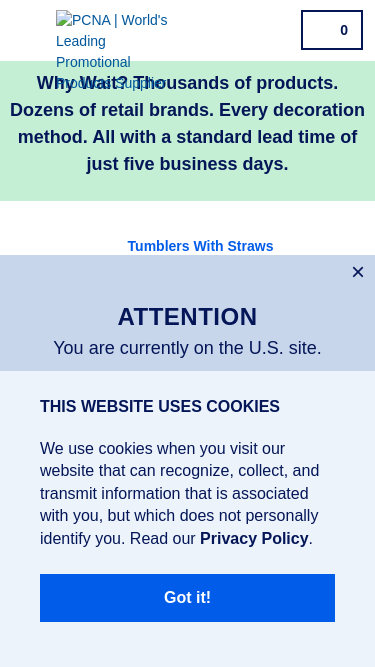 PCNA | World's
Leading
Promotional
Products Supplier
0
Why Wait? Thousands of products.
Dozens of retail brands. Every decoration
method. All with a standard lead time of
just five business days.
Tumblers With Straws
×
ATTENTION
You are currently on the U.S. site.
THIS WEBSITE USES COOKIES
We use cookies when you visit our
website that can recognize, collect, and
transmit information that is associated
with you, but which does not personally
identify you. Read our Privacy Policy.
Got it!